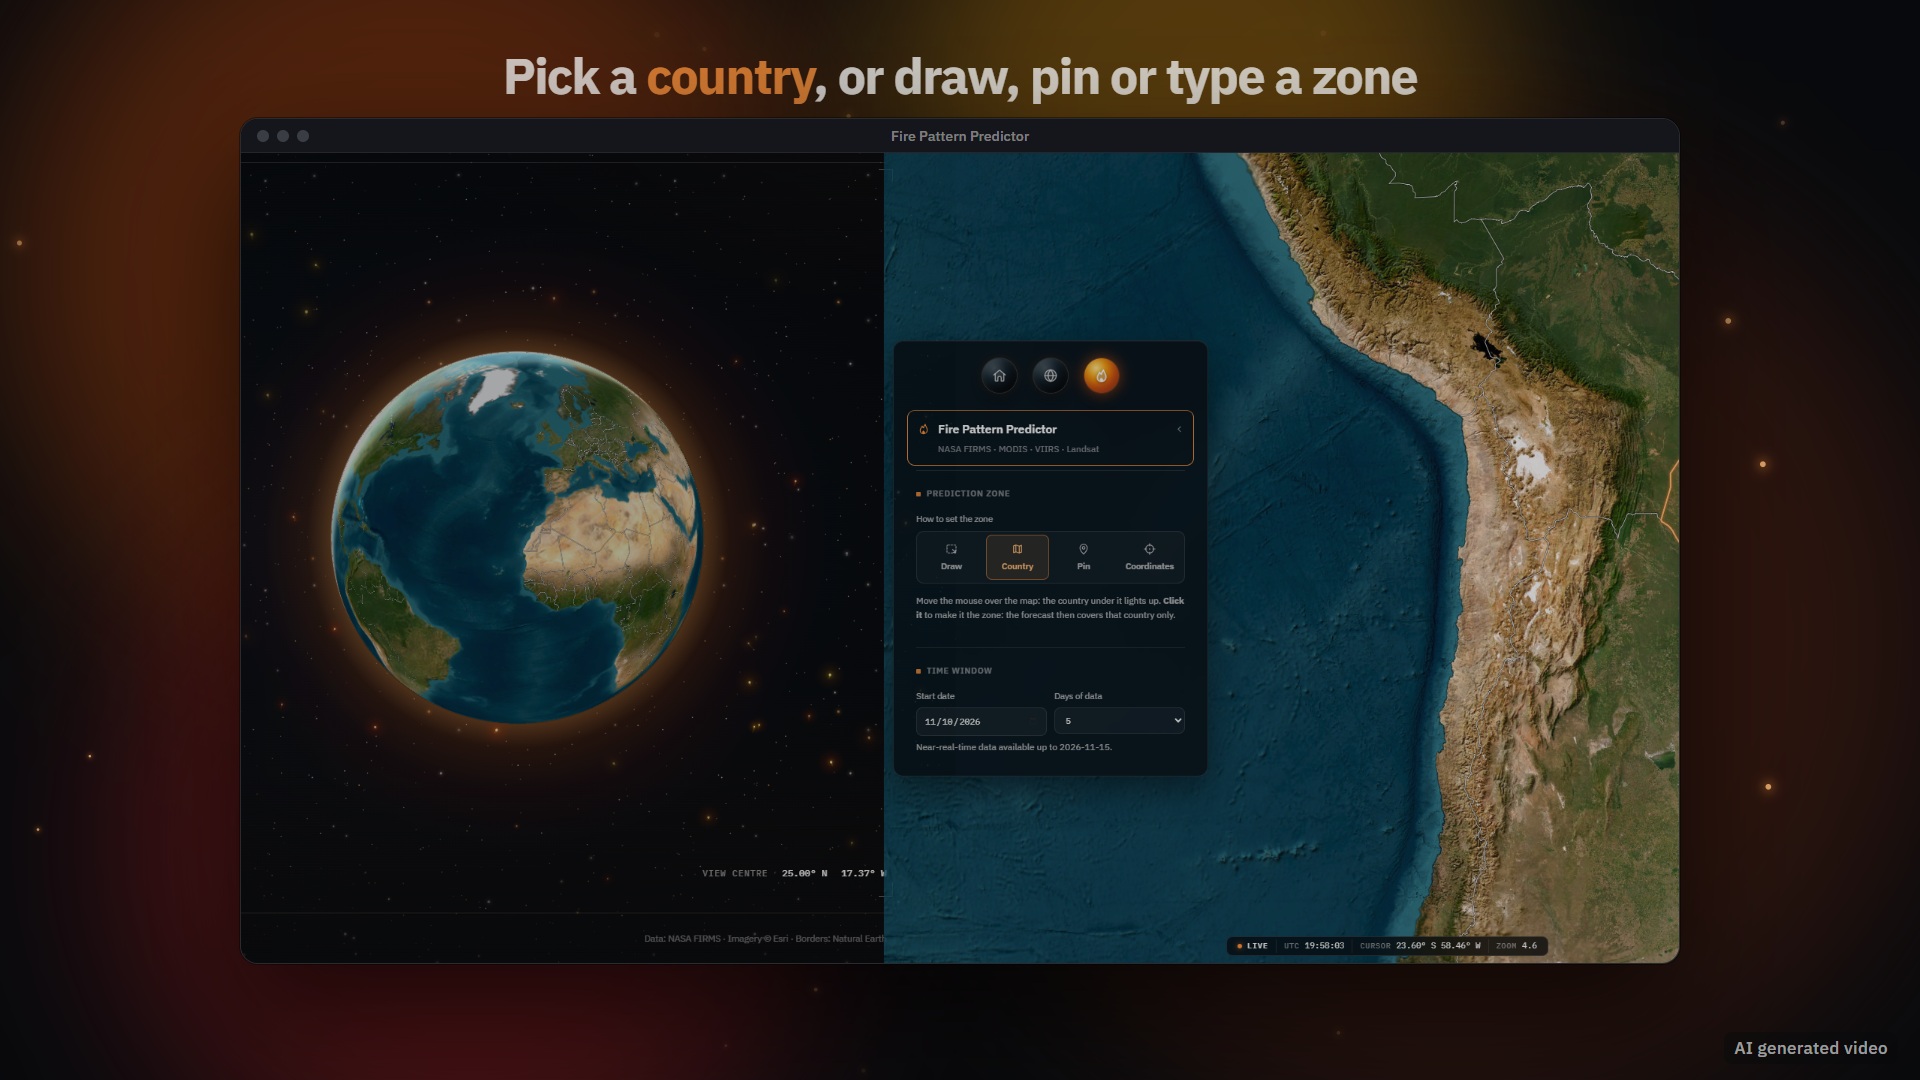 Pick a country, or draw, pin or type a zone
Fire Pattern Predictor
Fire Pattern Predictor
NASA FIRMS · MODIS · VIIRS · Landsat
PREDICTION ZONE
How to set the zone
Draw
Country
Pin
Coordinates
Move the mouse over the map: the country under it lights up. Click
it to make it the zone: the forecast then covers that country only.
TIME WINDOW
Start date
Days of data
11/10/2026
5
Near-real-time data available up to 2026-11-15.
VIEW CENTRE 25.00° N 17.37° W
Data: NASA FIRMS · Imagery © Esri · Borders: Natural Earth
LIVE UTC 19:58:03 CURSOR 23.60° S 58.46° W ZOOM 4.6
AI generated video